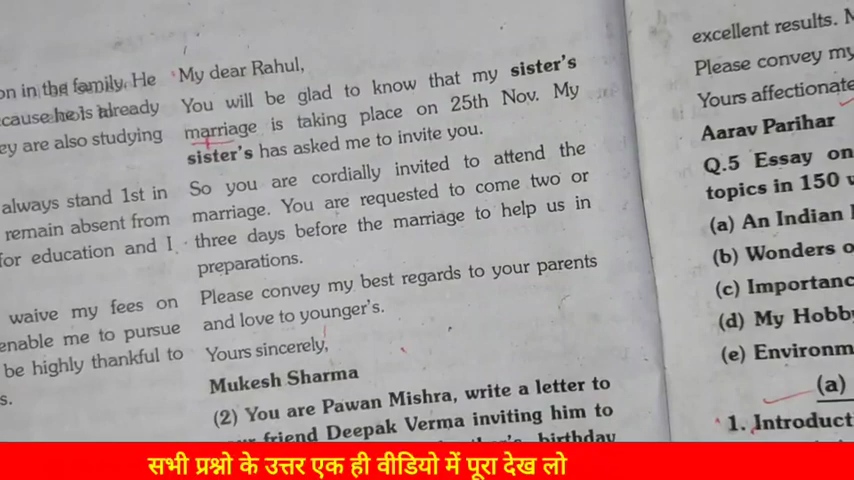 on in the family. He
cause he is already
ey are also studying
always stand 1st in
remain absent from
for education and I
waive my fees on
enable me to pursue
be highly thankful to
s.
My dear Rahul,
You will be glad to know that my sister's
marriage is taking place on 25th Nov. My
sister's has asked me to invite you.
So you are cordially invited to attend the
marriage. You are requested to come two or
three days before the marriage to help us in
preparations.
Please convey my best regards to your parents
and love to younger's.
Yours sincerely,
Mukesh Sharma
(2) You are Pawan Mishra, write a letter to
friend Deepak Verma inviting him to
birthday
excellent results.
Please convey my
Yours affectionate
Aarav Parihar
Q.5 Essay on
topics in 150
(a) An Indian
(b) Wonders o
(c) Importanc
(d) My Hobby
(e) Environm
(a)
1. Introduct
सभी प्रश्नो के उत्तर एक ही वीडियो में पूरा देख लो